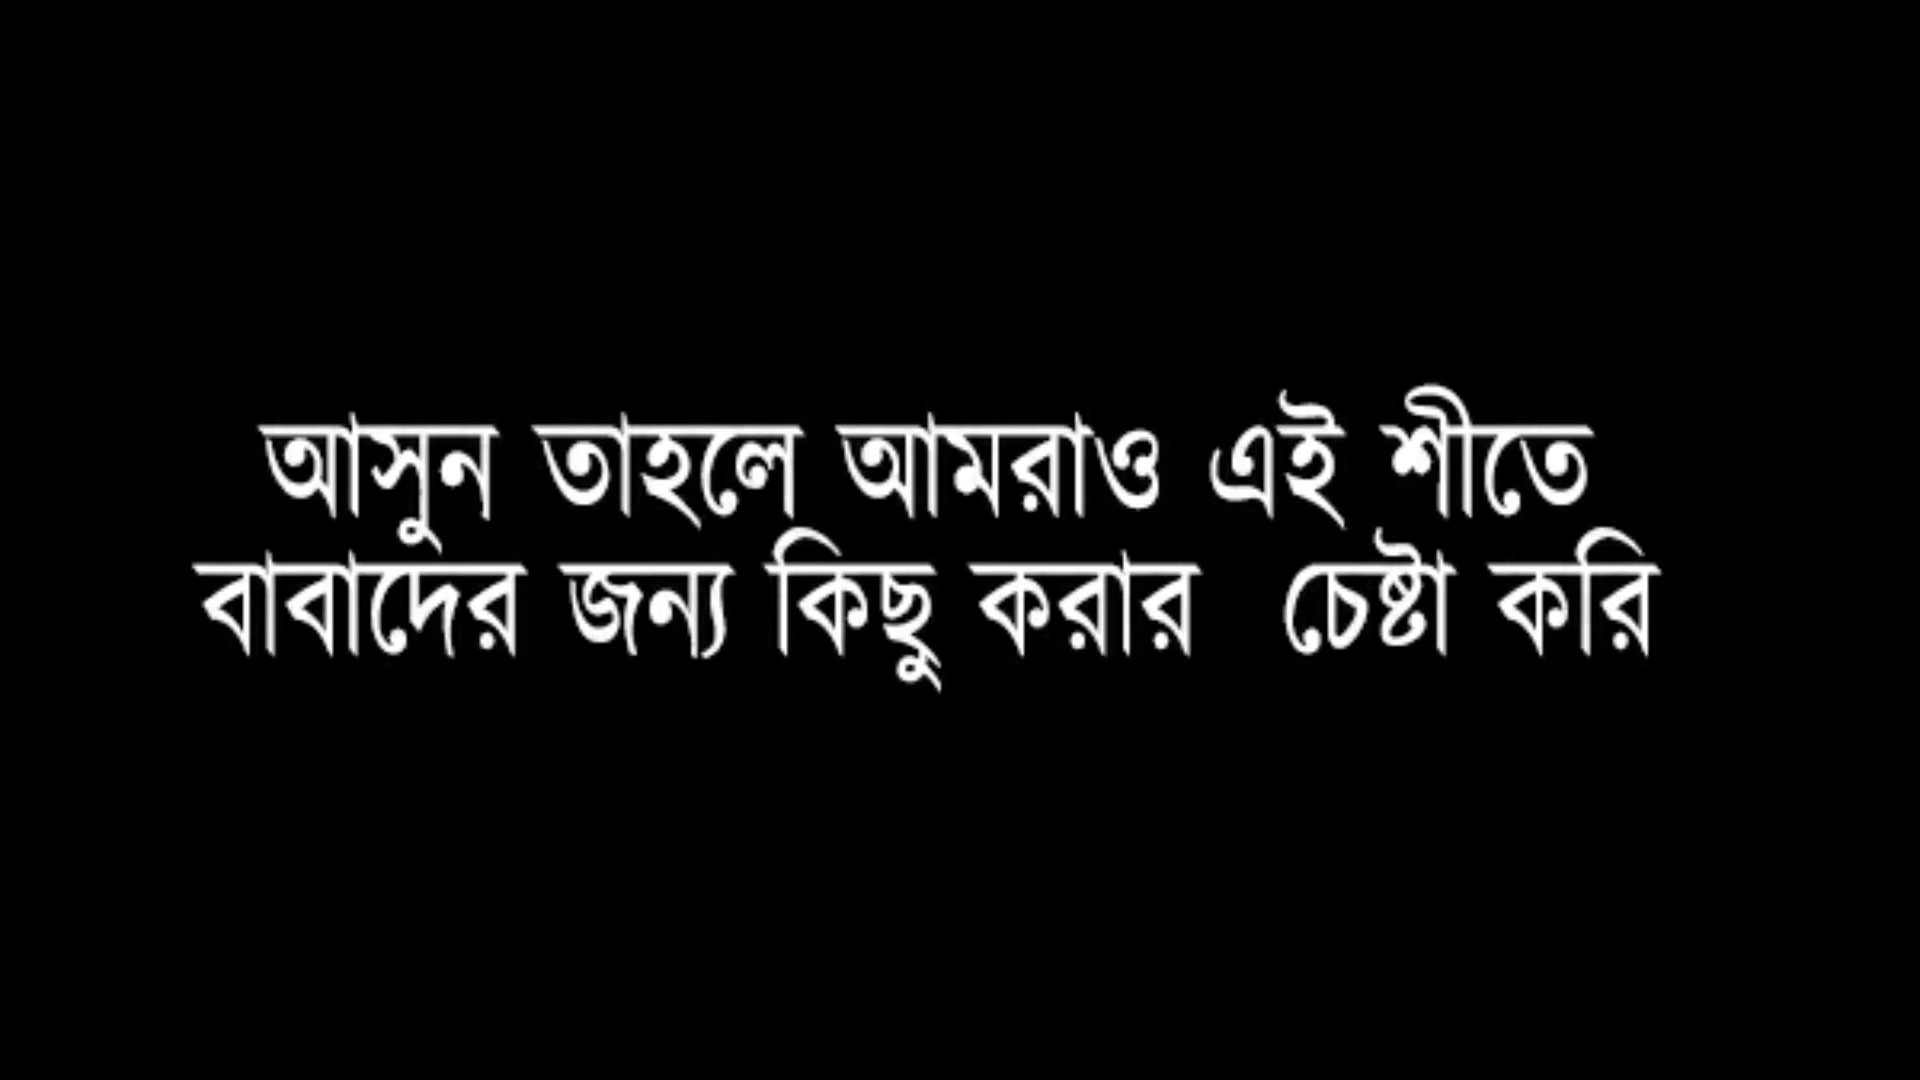 আসুন তাহলে আমরাও এই শীতে
বাবাদের জন্য কিছু করার চেষ্টা করি